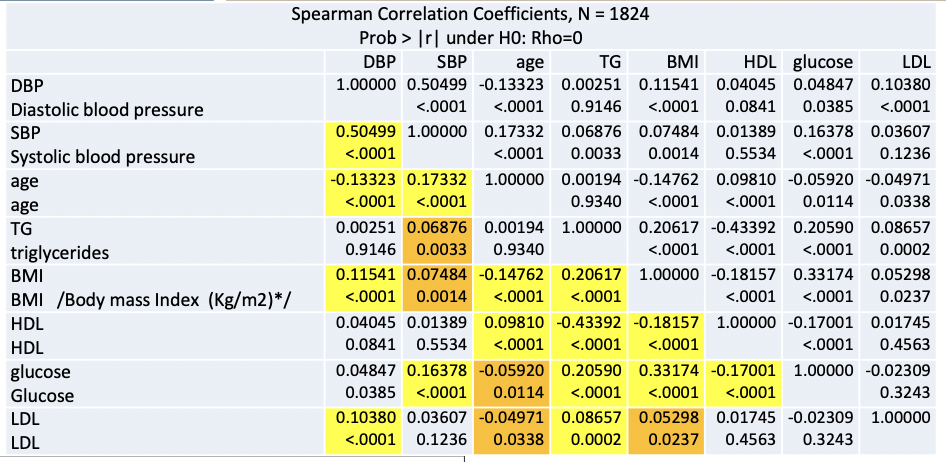 Spearman Correlation Coefficients, N = 1824
Prob > |r| under H0: Rho=0
DBP SBP age TG BMI HDL glucose LDL
DBP 1.00000 0.50499 -0.13323 0.00251 0.11541 0.04045 0.04847 0.10380
Diastolic blood pressure <.0001 <.0001 0.9146 <.0001 0.0841 0.0385 <.0001
SBP 0.50499 1.00000 0.17332 0.06876 0.07484 0.01389 0.16378 0.03607
Systolic blood pressure <.0001 <.0001 0.0033 0.0014 0.5534 <.0001 0.1236
age -0.13323 0.17332 1.00000 0.00194 -0.14762 0.09810 -0.05920 -0.04971
age <.0001 <.0001 0.9340 <.0001 <.0001 0.0114 0.0338
TG 0.00251 0.06876 0.00194 1.00000 0.20617 -0.43392 0.20590 0.08657
triglycerides 0.9146 0.0033 0.9340 <.0001 <.0001 <.0001 0.0002
BMI 0.11541 0.07484 -0.14762 0.20617 1.00000 -0.18157 0.33174 0.05298
BMI /Body mass Index (Kg/m2)*/ <.0001 0.0014 <.0001 <.0001 <.0001 <.0001 0.0237
HDL 0.04045 0.01389 0.09810 -0.43392 -0.18157 1.00000 -0.17001 0.01745
HDL 0.0841 0.5534 <.0001 <.0001 <.0001 <.0001 0.4563
glucose 0.04847 0.16378 -0.05920 0.20590 0.33174 -0.17001 1.00000 -0.02309
Glucose 0.0385 <.0001 0.0114 <.0001 <.0001 <.0001 0.3243
LDL 0.10380 0.03607 -0.04971 0.08657 0.05298 0.01745 -0.02309 1.00000
LDL <.0001 0.1236 0.0338 0.0002 0.0237 0.4563 0.3243